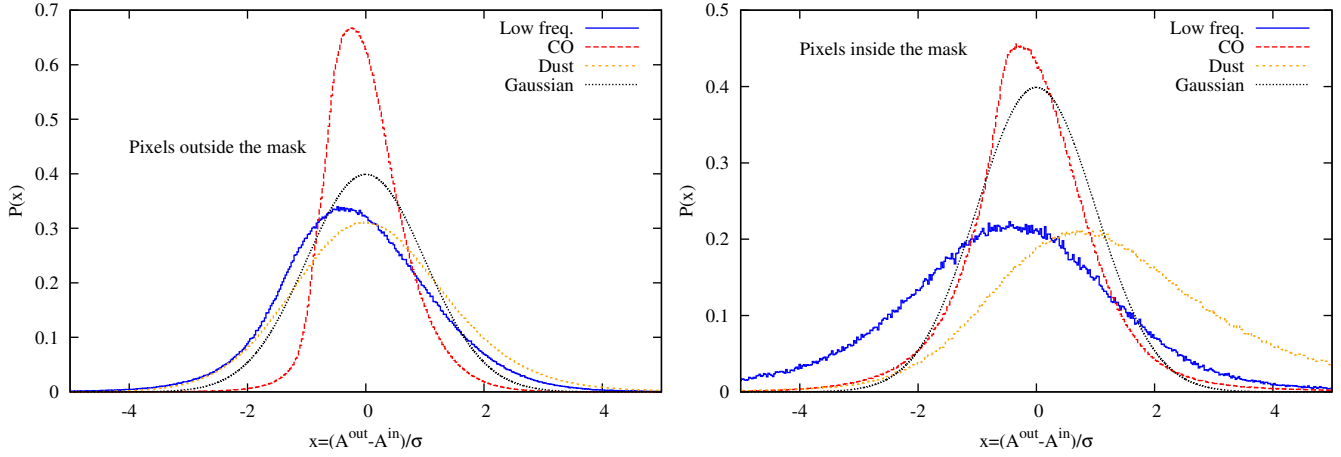 0.7
0.6
0.5
0.4
0.3
0.2
0.1
0
P(x)
-4
-2
0
2
4
x=(A^out-A^in)/σ
Pixels outside the mask
Low freq.
CO
Dust
Gaussian
0.5
0.4
0.3
0.2
0.1
0
P(x)
-4
-2
0
2
4
x=(A^out-A^in)/σ
Pixels inside the mask
Low freq.
CO
Dust
Gaussian